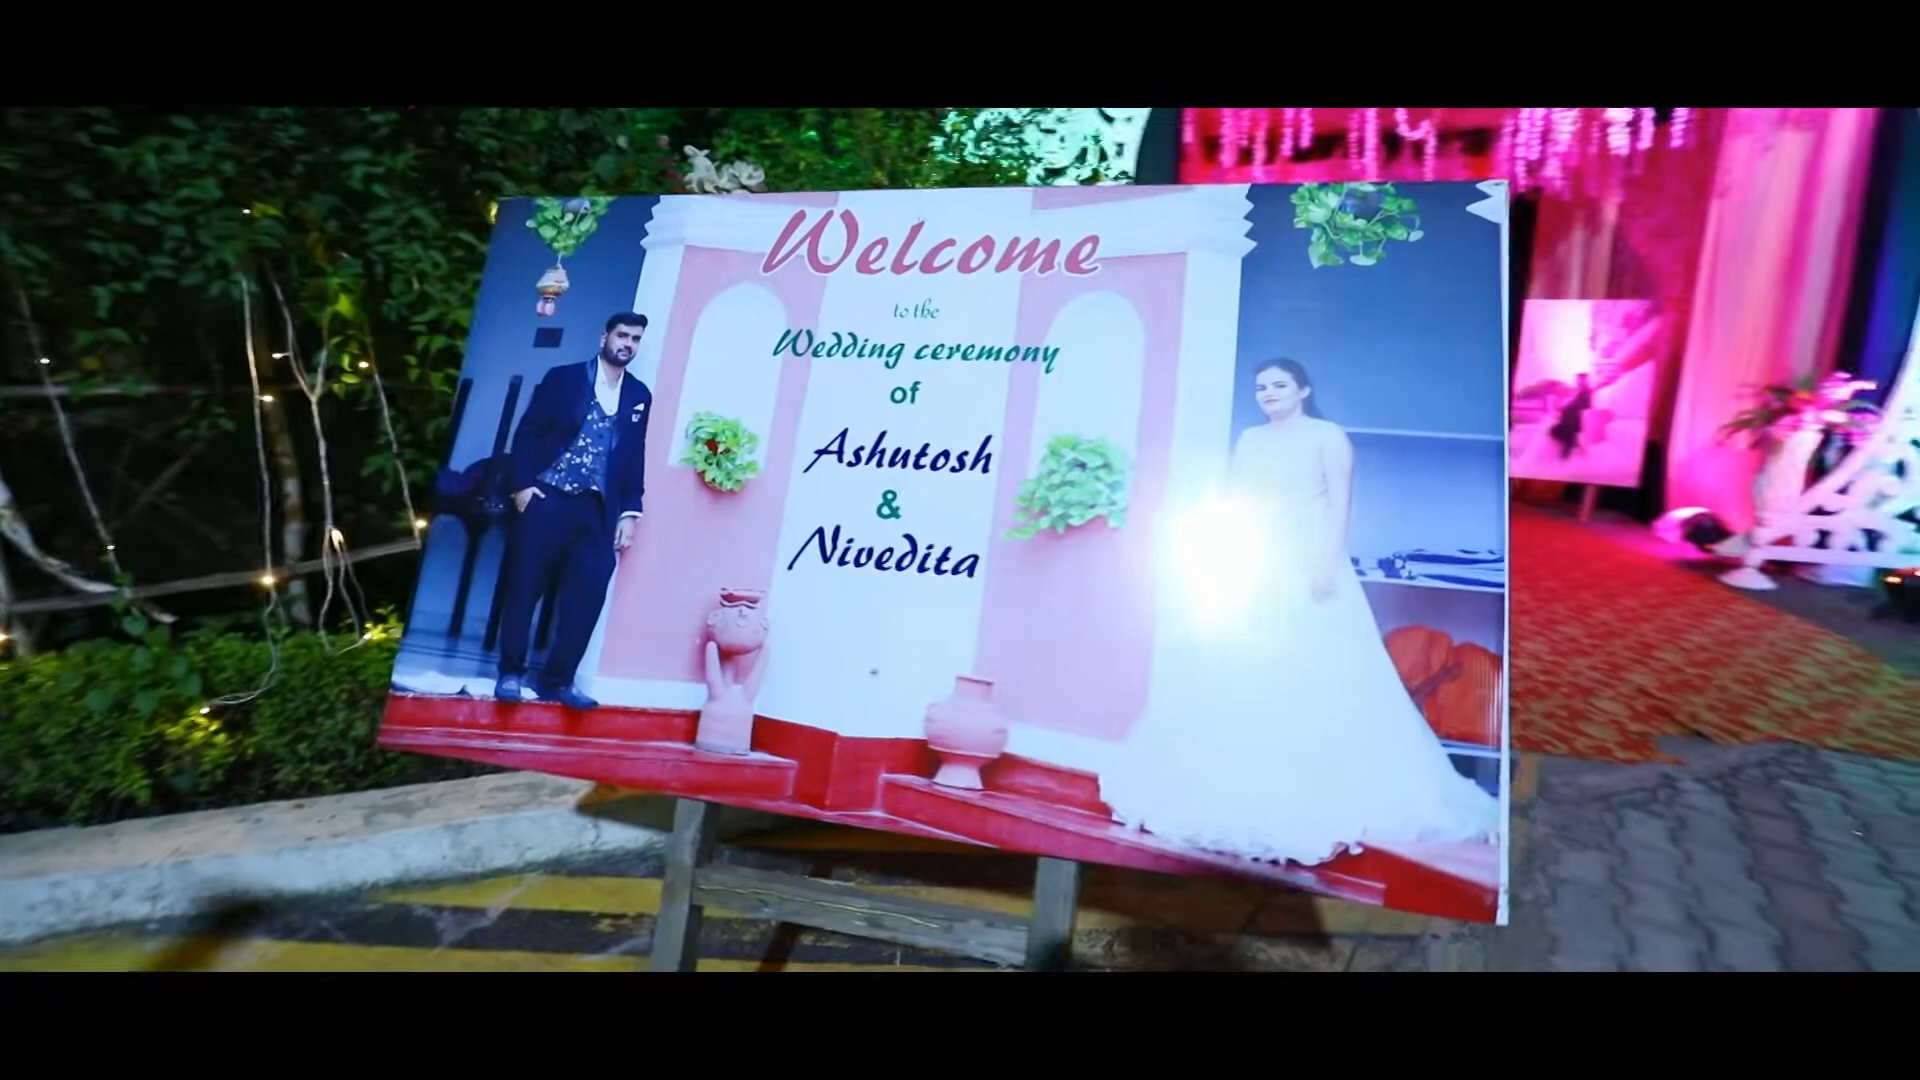 Welcome
to the
Wedding ceremony
of
Ashutosh
&
Nivedita